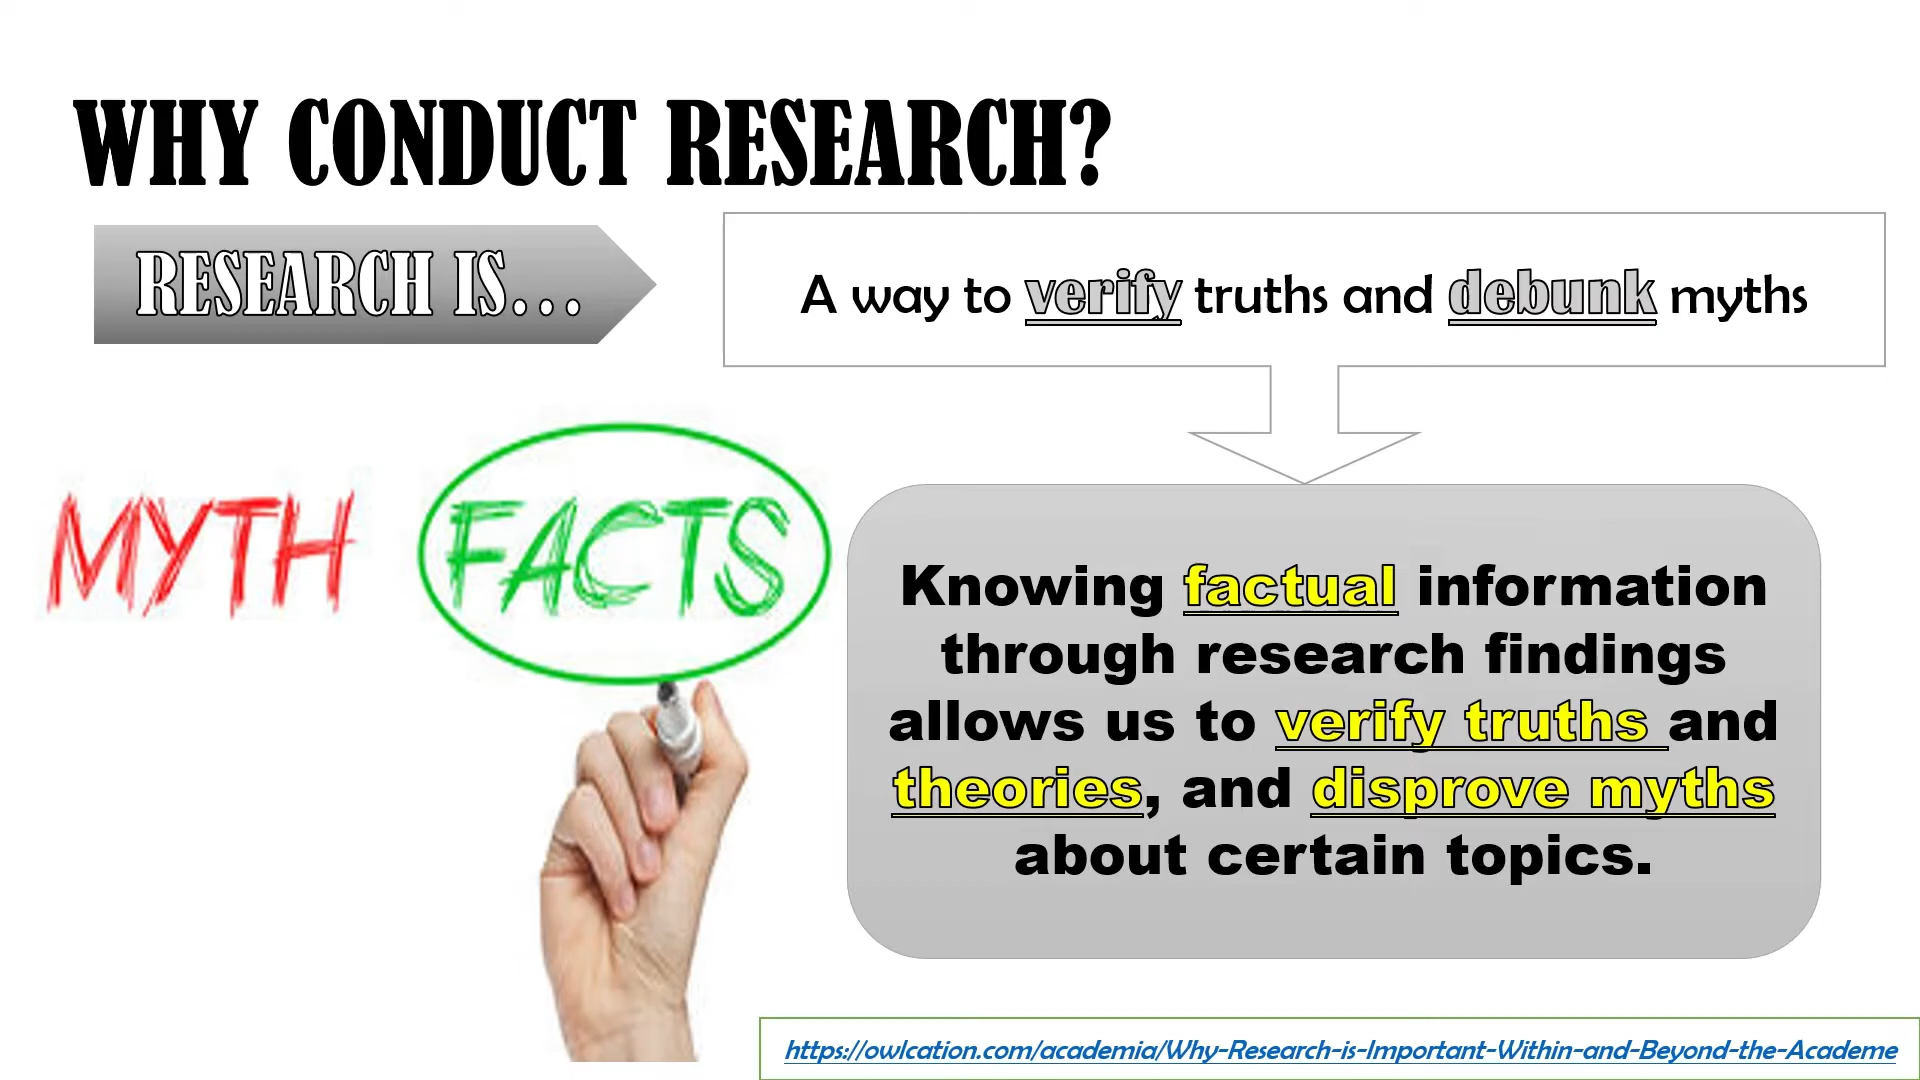 WHY CONDUCT RESEARCH?
RESEARCH IS...
A way to verify truths and debunk myths
MYTH
FACTS
Knowing factual information
through research findings
allows us to verify truths and
theories, and disprove myths
about certain topics.
https://owlcation.com/academia/Why-Research-is-Important-Within-and-Beyond-the-Academe